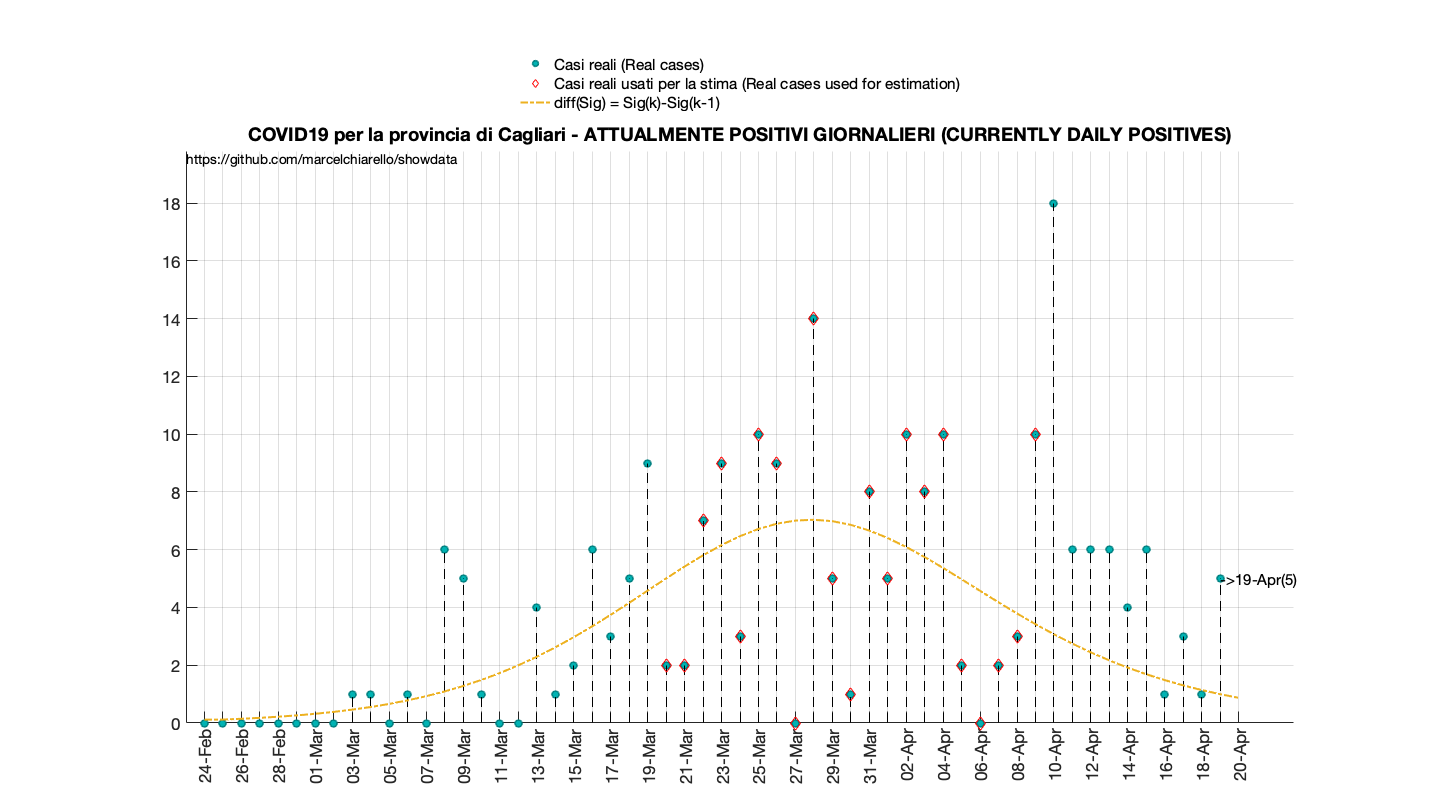 Casi reali (Real cases)
Casi reali usati per la stima (Real cases used for estimation)
diff(Sig) = Sig(k)-Sig(k-1)
COVID19 per la provincia di Cagliari - ATTUALMENTE POSITIVI GIORNALIERI (CURRENTLY DAILY POSITIVES)
https://github.com/marcelchiarello/showdata
18
16
14
12
10
8
6
4
2
0
->19-Apr(5)
24-Feb
26-Feb
28-Feb
01-Mar
03-Mar
05-Mar
07-Mar
09-Mar
11-Mar
13-Mar
15-Mar
17-Mar
19-Mar
21-Mar
23-Mar
25-Mar
27-Mar
29-Mar
31-Mar
02-Apr
04-Apr
06-Apr
08-Apr
10-Apr
12-Apr
14-Apr
16-Apr
18-Apr
20-Apr